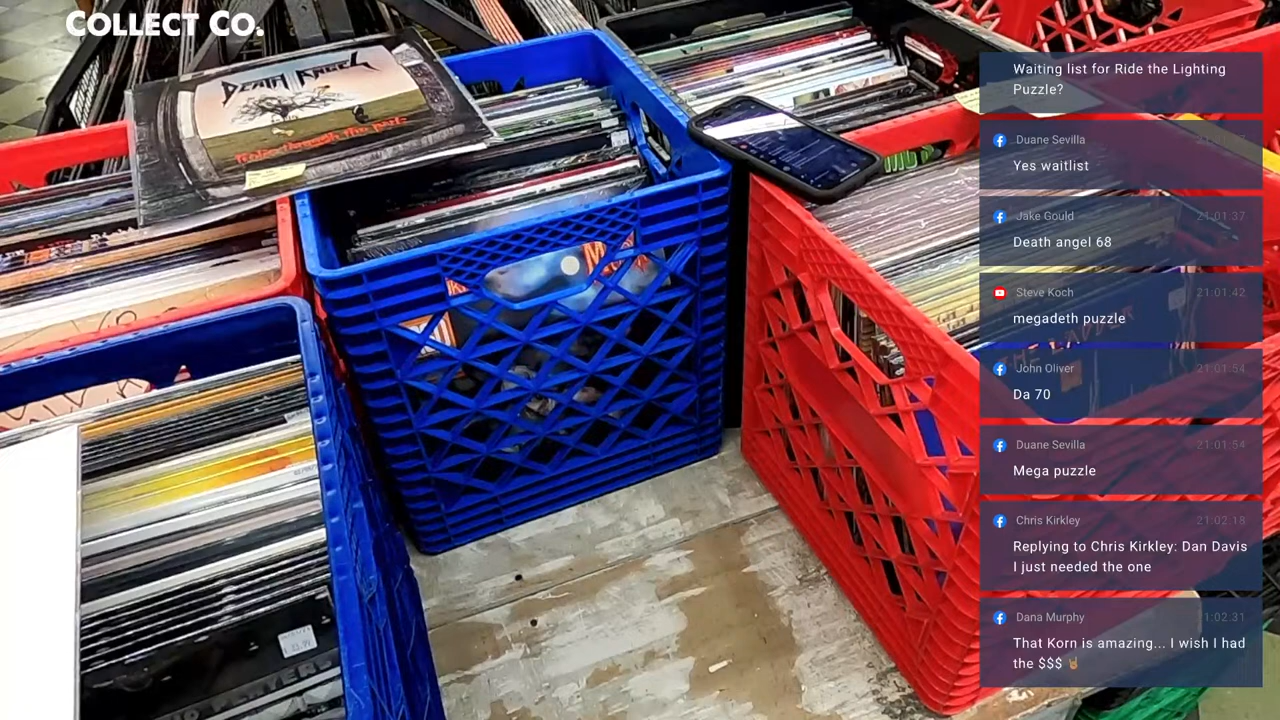 COLLECT CO.
DEATH ANGEL
Waiting list for Ride the Lighting
Puzzle?
Duane Sevilla
Yes waitlist
Jake Gould 21:01:37
Death angel 68
Steve Koch 21:01:42
megadeth puzzle
John Oliver 21:01:54
Da 70
Duane Sevilla 21:01:54
Mega puzzle
Chris Kirkley 21:02:18
Replying to Chris Kirkley: Dan Davis
I just needed the one
Dana Murphy 1:02:31
That Korn is amazing... I wish I had
the $$$ 🤘